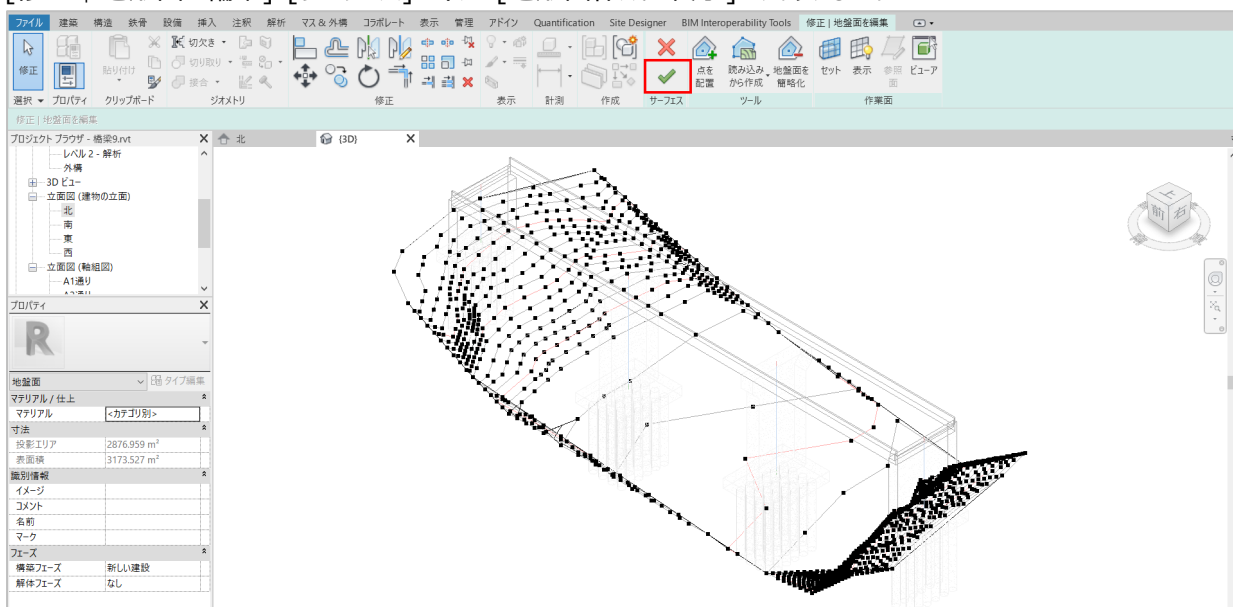 ファイル 建築 構造 鉄骨 設備 挿入 注釈 解析 マス & 外構 コラボレート 表示 管理 アドイン Quantification Site Designer BIM Interoperability Tools 修正 | 地盤面を編集
修正 貼り付け 切欠き 切り取り 接合 点を配置 読み込みから作成 地盤面を簡略化 セット 表示 参照面 ビューア
選択 プロパティ クリップボード ジオメトリ 修正 表示 計測 作成 サーフェス ツール 作業面
修正 | 地盤面を編集
プロジェクト ブラウザ - 橋梁9.rvt
北
{3D}
レベル 2 - 解析
外構
3D ビュー
立面図 (建物の立面)
北
南
東
西
立面図 (軸組図)
A1通り
上
前
右
プロパティ
R
地盤面
タイプ編集
マテリアル / 仕上
マテリアル <カテゴリ別>
寸法
投影エリア 2876.959 m²
表面積 3173.527 m²
識別情報
イメージ
コメント
名前
マーク
フェーズ
構築フェーズ 新しい建設
解体フェーズ なし